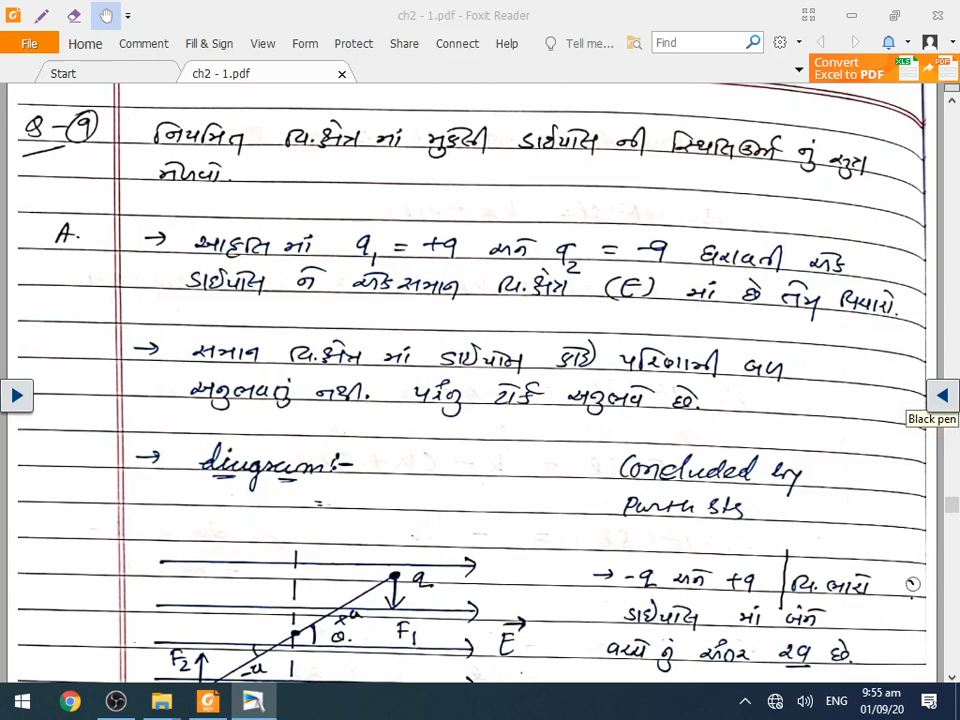 ch2 - 1.pdf - Foxit Reader
File Home Comment Fill & Sign View Form Protect Share Connect Help Tell me... Find
Convert
Excel to PDF
Start ch2 - 1.pdf
Q - 9 નિયમિત વિ.ક્ષેત્ર માં મુકેલી ડાઈપોલ ની સ્થિતિઉર્જા નું સુત્ર
મેળવો.
A. → આકૃતિ માં q1 = +q અને q2 = -q ધરાવતી એક
ડાઈપોલ ને એકસમાન વિ.ક્ષેત્ર (E) માં છે તેમ વિચારો.
→ સમાન વિ.ક્ષેત્ર માં ડાઈપોલ કોઈ પરિણામી બળ
અનુભવતું નથી. પરંતુ ટોર્ક અનુભવે છે.
Black pen
→ diagram :-
Concluded by
Parth sts
q
→ -q અને +q વિ.ભારો
ડાઈપોલ માં બંને
વચ્ચે નું અંતર 2a છે.
a
θ
F1
E
F2
-a
ENG
9:55 am
01/09/20